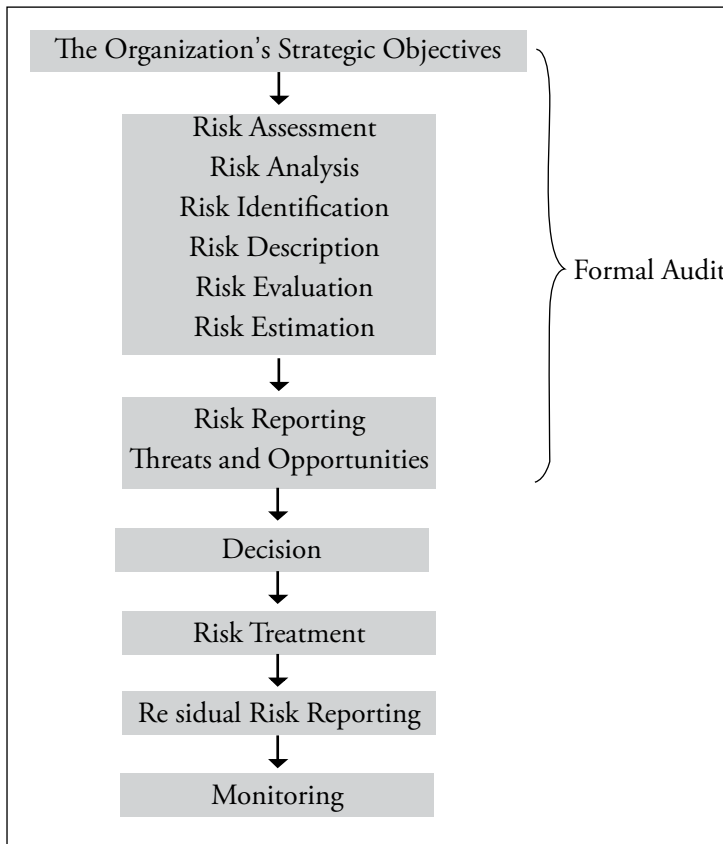 The Organization’s Strategic Objectives
Risk Assessment
Risk Analysis
Risk Identification
Risk Description
Risk Evaluation
Risk Estimation
Formal Audit
Risk Reporting
Threats and Opportunities
Decision
Risk Treatment
Re sidual Risk Reporting
Monitoring